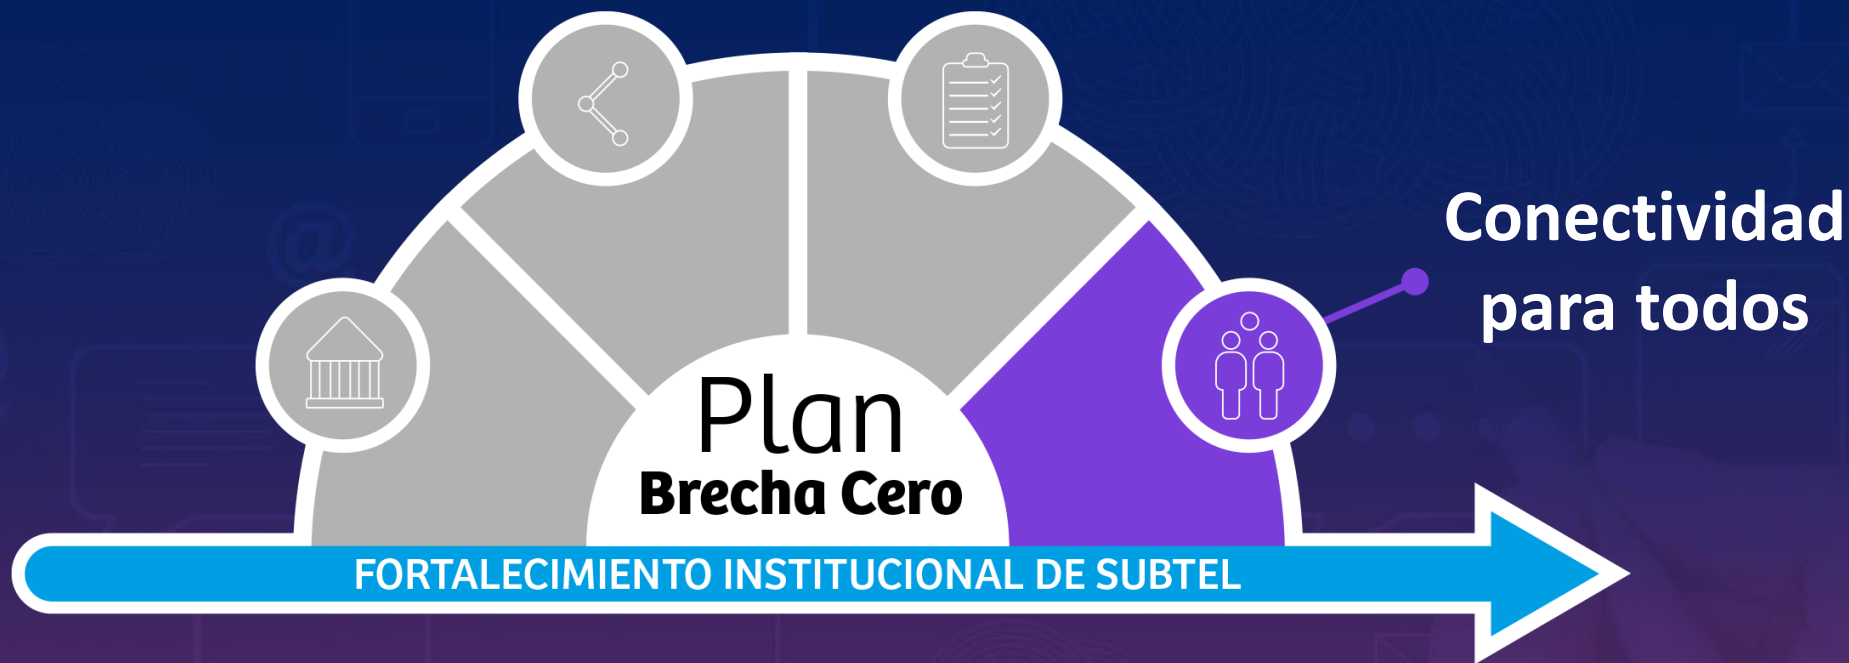 Conectividad
para todos
Plan
Brecha Cero
FORTALECIMIENTO INSTITUCIONAL DE SUBTEL